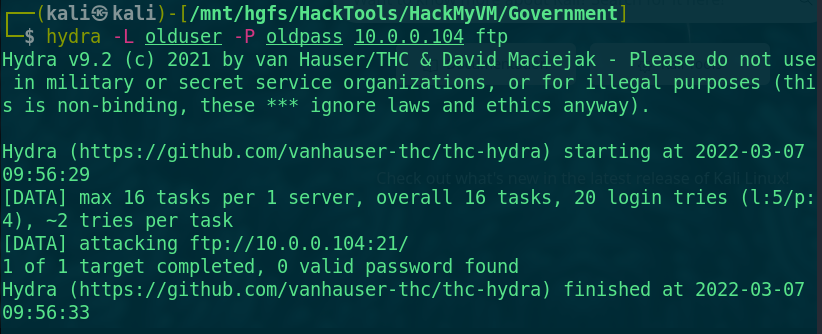 (kali㉿kali)-[/mnt/hgfs/HackTools/HackMyVM/Government]
$ hydra -L olduser -P oldpass 10.0.0.104 ftp
Hydra v9.2 (c) 2021 by van Hauser/THC & David Maciejak - Please do not use
in military or secret service organizations, or for illegal purposes (thi
s is non-binding, these *** ignore laws and ethics anyway).
Hydra (https://github.com/vanhauser-thc/thc-hydra) starting at 2022-03-07
09:56:29
Check out what's new in the latest release of Kali Linux!
[DATA] max 16 tasks per 1 server, overall 16 tasks, 20 login tries (l:5/p:
4), ~2 tries per task
[DATA] attacking ftp://10.0.0.104:21/
1 of 1 target completed, 0 valid password found
Hydra (https://github.com/vanhauser-thc/thc-hydra) finished at 2022-03-07
09:56:33